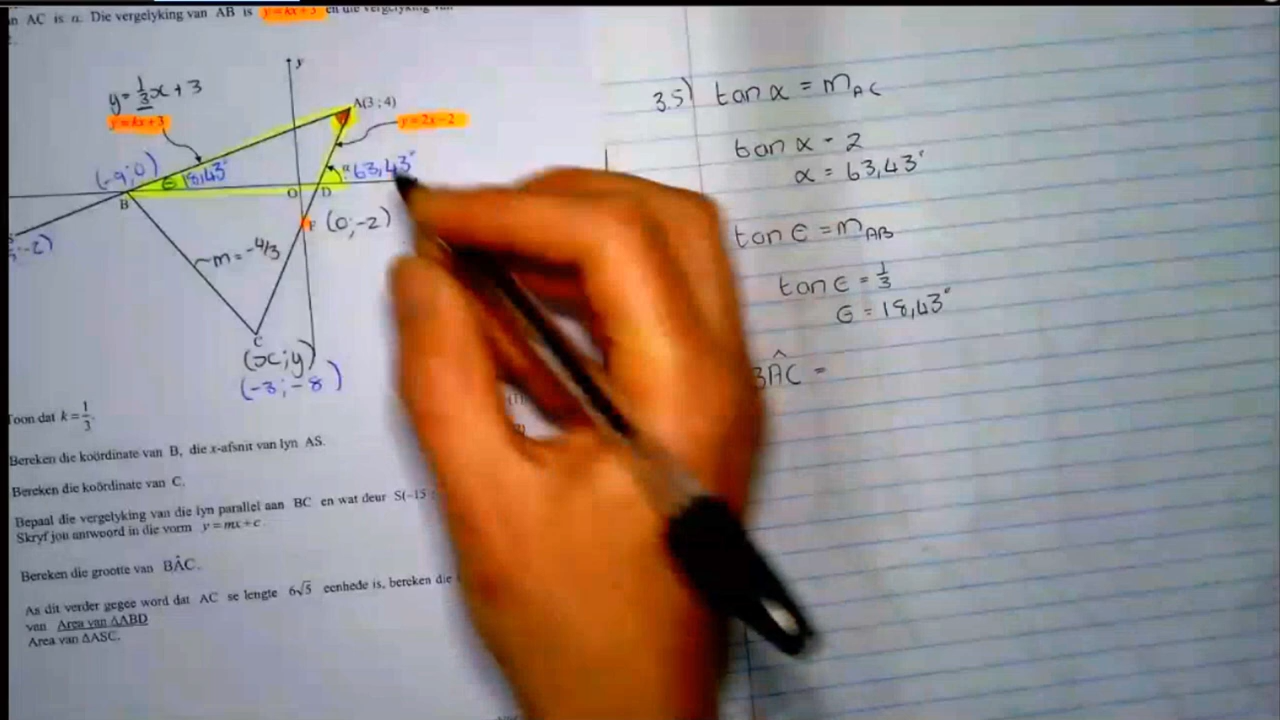 AC is α. Die vergelyking van AB is y=kx+3 en die vergelyking van
y
y=⅓x+3
A(3 ; 4)
y=kx+3
y=2x−2
(-9;0)
ɵ 18,43°
α 63,43°
B
O
D
;-2)
F (0;-2)
m=-4/3
C
(x;y)
(-3;-8)
Toon dat k = 1/3.
Bereken die koördinate van B, die x-afsnit van lyn AS.
Bereken die koördinate van C.
Bepaal die vergelyking van die lyn parallel aan BC en wat deur S(−15 ;
Skryf jou antwoord in die vorm y = mx + c
Bereken die grootte van BÂC.
As dit verder gegee word dat AC se lengte 6√5 eenhede is, bereken die
van Area van ΔABD
Area van ΔASC.
3.5) tan α = mAC
tan α = 2
α = 63,43°
tan ɵ = mAB
tan ɵ = 1/3
ɵ = 18,43°
BÂC =